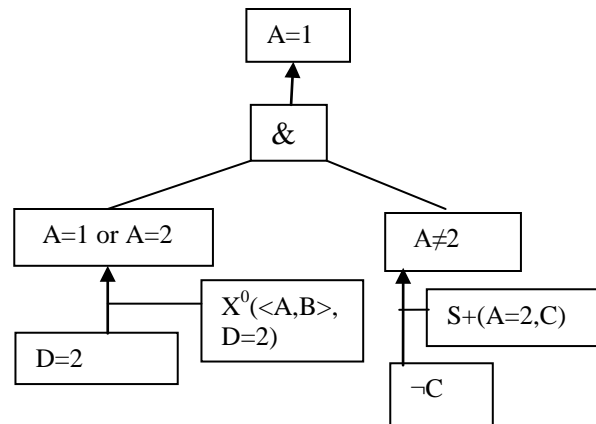 A=1
&
A=1 or A=2
A≠2
X⁰(<A,B>,
D=2)
S+(A=2,C)
D=2
¬C